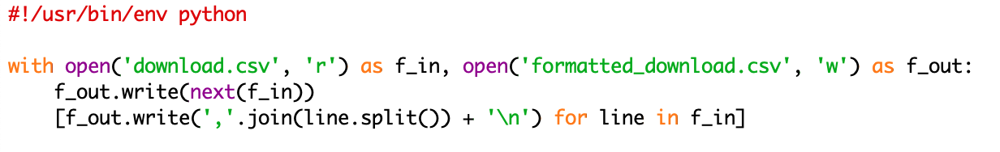 #!/usr/bin/env python
with open('download.csv', 'r') as f_in, open('formatted_download.csv', 'w') as f_out:
    f_out.write(next(f_in))
    [f_out.write(','.join(line.split()) + '\n') for line in f_in]